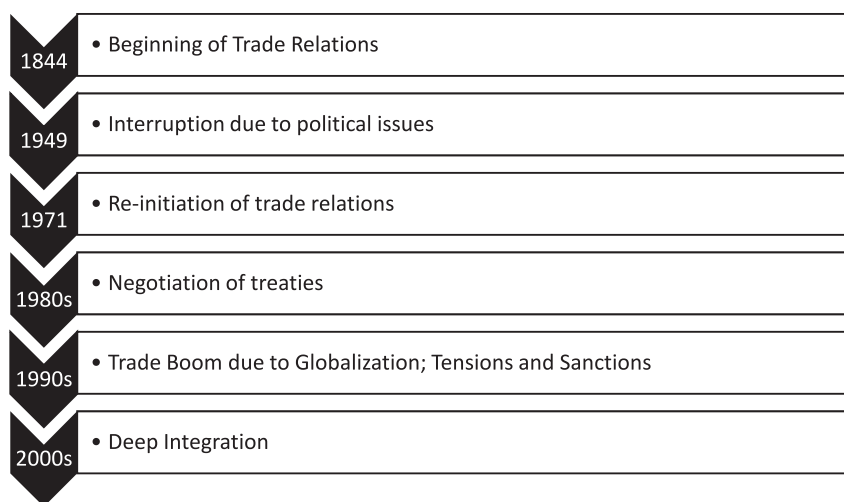 1844
• Beginning of Trade Relations
1949
• Interruption due to political issues
1971
• Re-initiation of trade relations
1980s
• Negotiation of treaties
1990s
• Trade Boom due to Globalization; Tensions and Sanctions
2000s
• Deep Integration